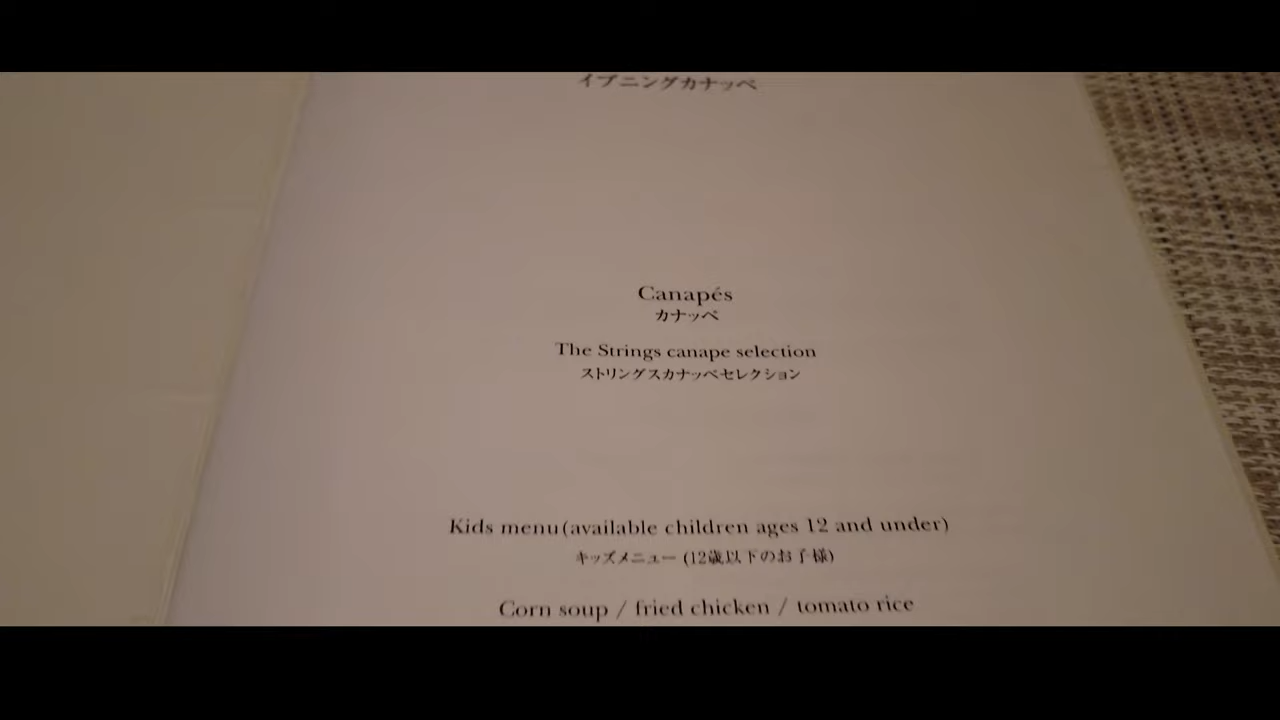 イブニングカナッペ
Canapés
カナッペ
The Strings canape selection
ストリングスカナッペセレクション
Kids menu(available children ages 12 and under)
キッズメニュー (12歳以下のお子様)
Corn soup / fried chicken / tomato rice